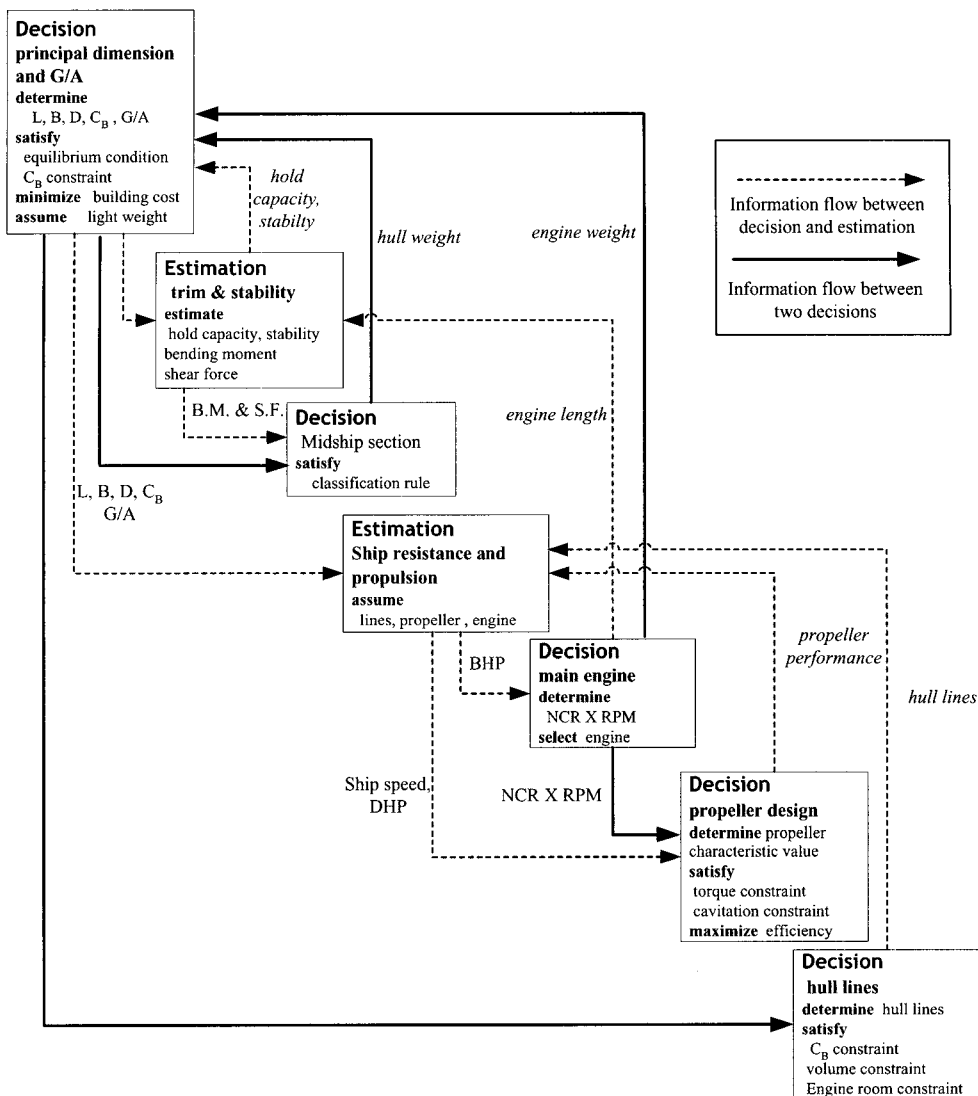 Decision
principal dimension
and G/A
determine
L, B, D, C_B , G/A
satisfy
equilibrium condition
C_B constraint
minimize building cost
assume light weight
hold
capacity,
stabilty
hull weight
engine weight
Information flow between
decision and estimation
Information flow between
two decisions
Estimation
trim & stability
estimate
hold capacity, stability
bending moment
shear force
engine length
B.M. & S.F.
Decision
Midship section
satisfy
classification rule
L, B, D, C_B
G/A
Estimation
Ship resistance and
propulsion
assume
lines, propeller , engine
BHP
Decision
main engine
determine
NCR X RPM
select engine
propeller
performance
hull lines
Ship speed,
DHP
NCR X RPM
Decision
propeller design
determine propeller
characteristic value
satisfy
torque constraint
cavitation constraint
maximize efficiency
Decision
hull lines
determine hull lines
satisfy
C_B constraint
volume constraint
Engine room constraint